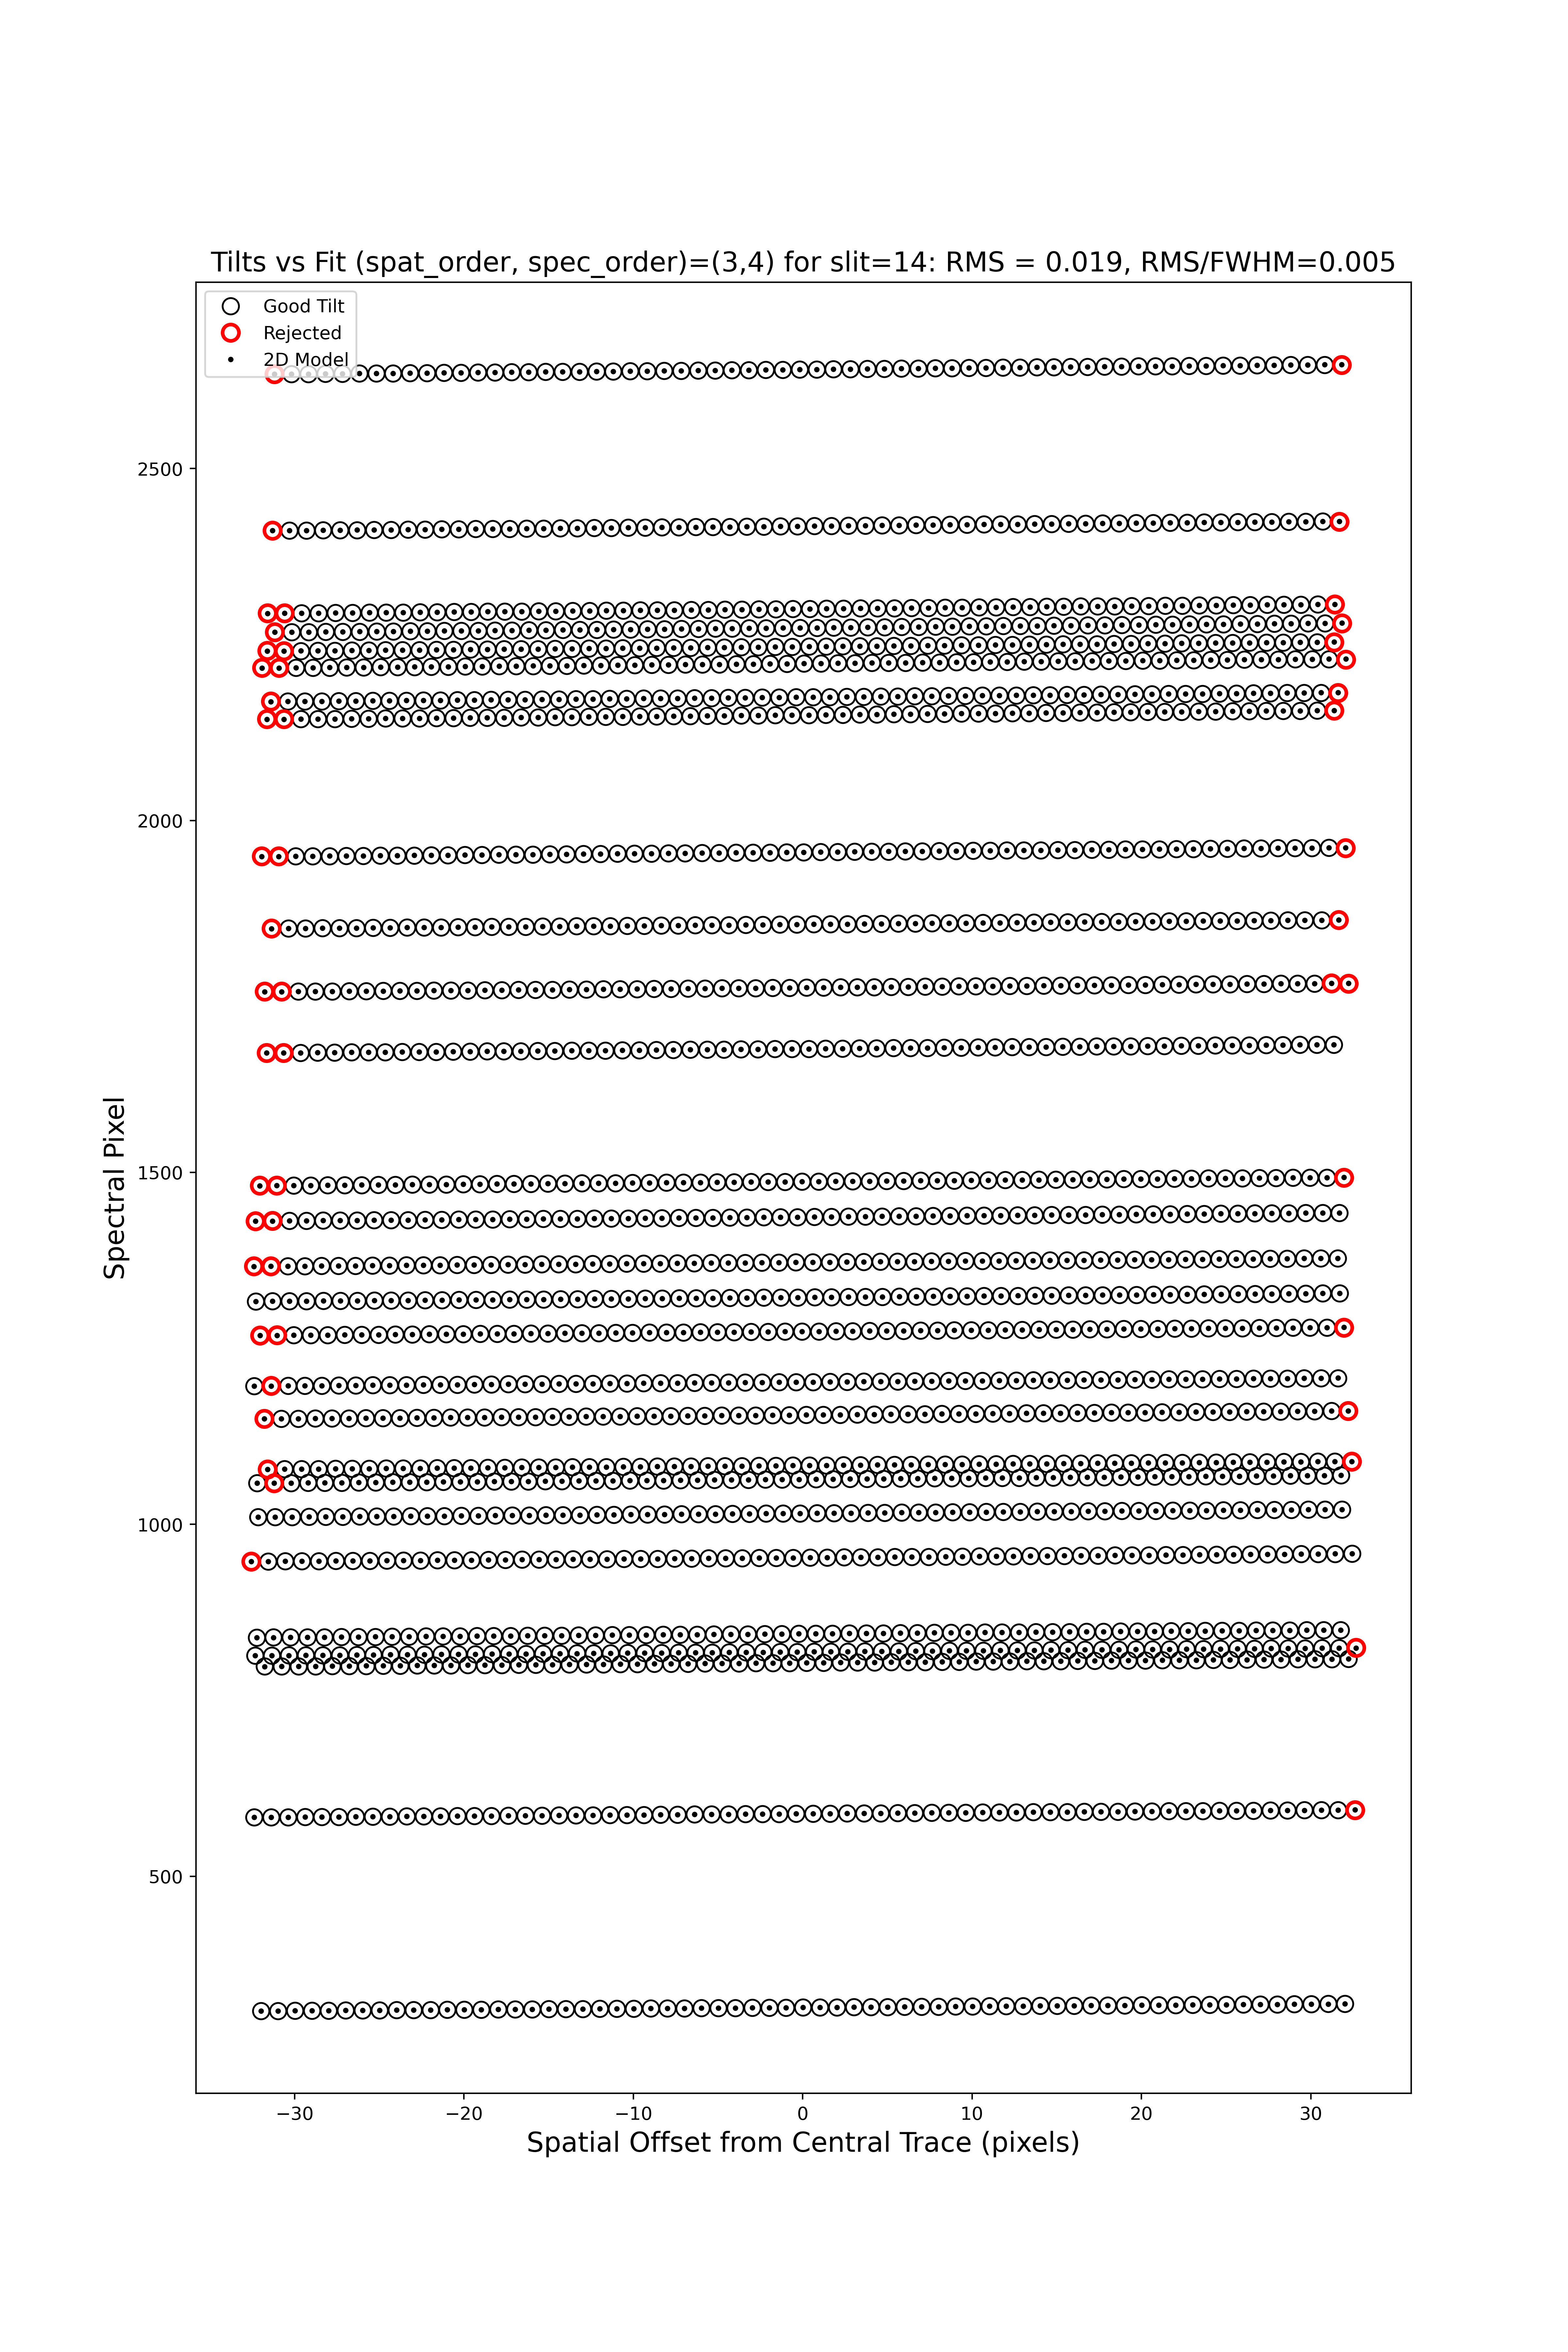 Tilts vs Fit (spat_order, spec_order)=(3,4) for slit=14: RMS = 0.019, RMS/FWHM=0.005
Good Tilt
Rejected
2D Model
2500
2000
1500
1000
500
Spectral Pixel
−30 −20 −10 0 10 20 30
Spatial Offset from Central Trace (pixels)